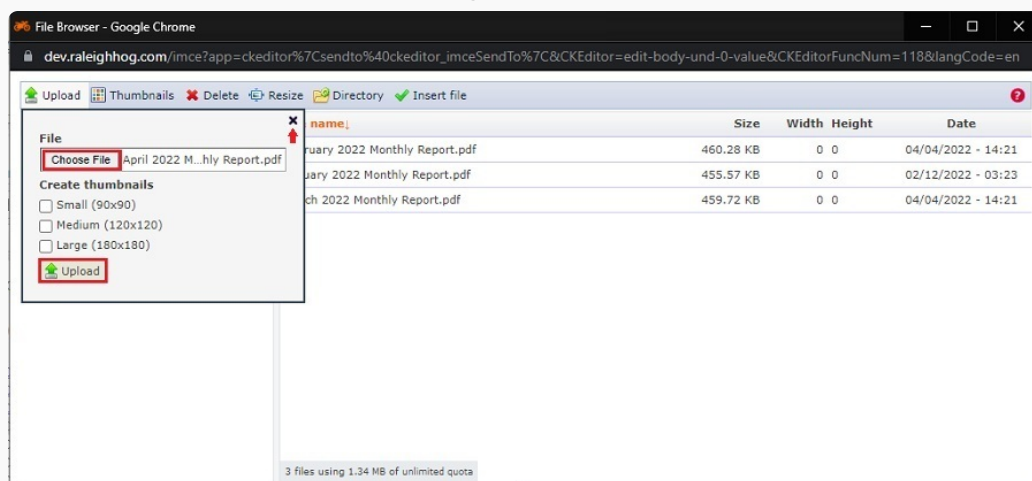 File Browser - Google Chrome
dev.raleighhog.com/imce?app=ckeditor%7Csendto%40ckeditor_imceSendTo%7C&CKEditor=edit-body-und-0-value&CKEditorFuncNum=118&langCode=en
Upload Thumbnails Delete Resize Directory Insert file
name Size Width Height Date
File
Choose File April 2022 M...hly Report.pdf
Create thumbnails
Small (90x90)
Medium (120x120)
Large (180x180)
Upload
ruary 2022 Monthly Report.pdf 460.28 KB 0 0 04/04/2022 - 14:21
uary 2022 Monthly Report.pdf 455.57 KB 0 0 02/12/2022 - 03:23
ch 2022 Monthly Report.pdf 459.72 KB 0 0 04/04/2022 - 14:21
3 files using 1.34 MB of unlimited quota